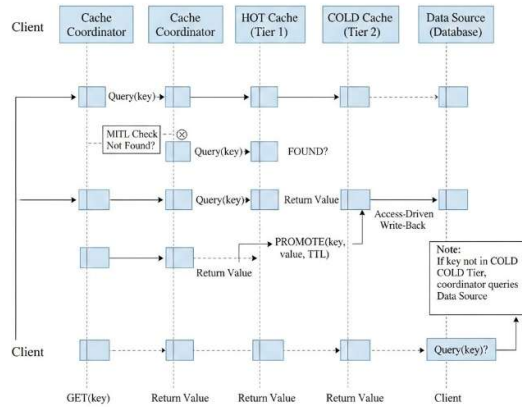 Client
Cache
Coordinator
Cache
Coordinator
HOT Cache
(Tier 1)
COLD Cache
(Tier 2)
Data Source
(Database)
Query(key)
MITL Check
Not Found?
Query(key)
FOUND?
Query(key)
Return Value
Access-Driven
Write-Back
PROMOTE(key,
value, TTL)
Return Value
Note:
If key not in COLD
COLD Tier,
coordinator queries
Data Source
Client
Query(key)?
GET(key)
Return Value
Return Value
Return Value
Client